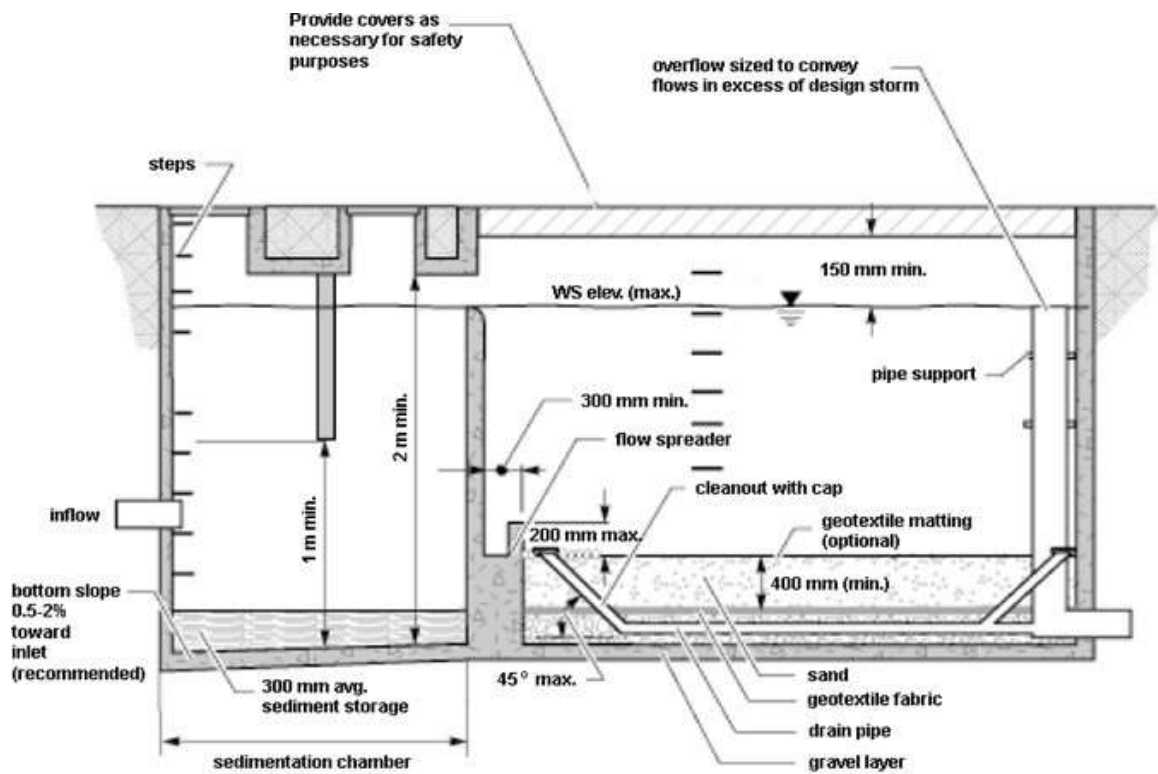 Provide covers as
necessary for safety
purposes
overflow sized to convey
flows in excess of design storm
steps
150 mm min.
WS elev. (max.)
pipe support
300 mm min.
2 m min.
flow spreader
cleanout with cap
inflow
1 m min.
200 mm max.
geotextile matting
(optional)
400 mm (min.)
bottom slope
0.5-2%
toward
inlet
(recommended)
300 mm avg.
sediment storage
45° max.
sand
geotextile fabric
drain pipe
gravel layer
sedimentation chamber